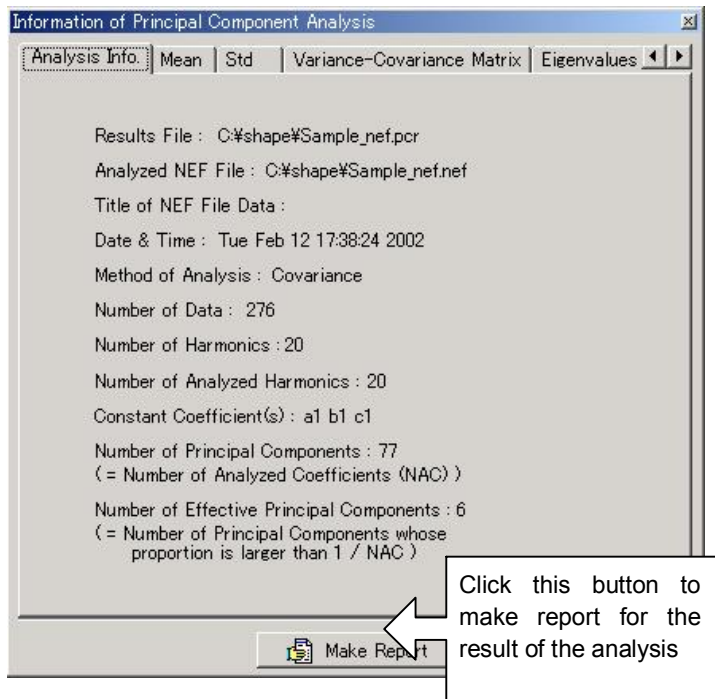 Information of Principal Component Analysis
Analysis Info. Mean Std Variance-Covariance Matrix Eigenvalues
Results File : C:¥shape¥Sample_nef.pcr
Analyzed NEF File : C:¥shape¥Sample_nef.nef
Title of NEF File Data :
Date & Time : Tue Feb 12 17:38:24 2002
Method of Analysis : Covariance
Number of Data : 276
Number of Harmonics : 20
Number of Analyzed Harmonics : 20
Constant Coefficient(s) : a1 b1 c1
Number of Principal Components : 77
( = Number of Analyzed Coefficients (NAC) )
Number of Effective Principal Components : 6
( = Number of Principal Components whose
proportion is larger than 1 / NAC )
Make Report
Click this button to
make report for the
result of the analysis